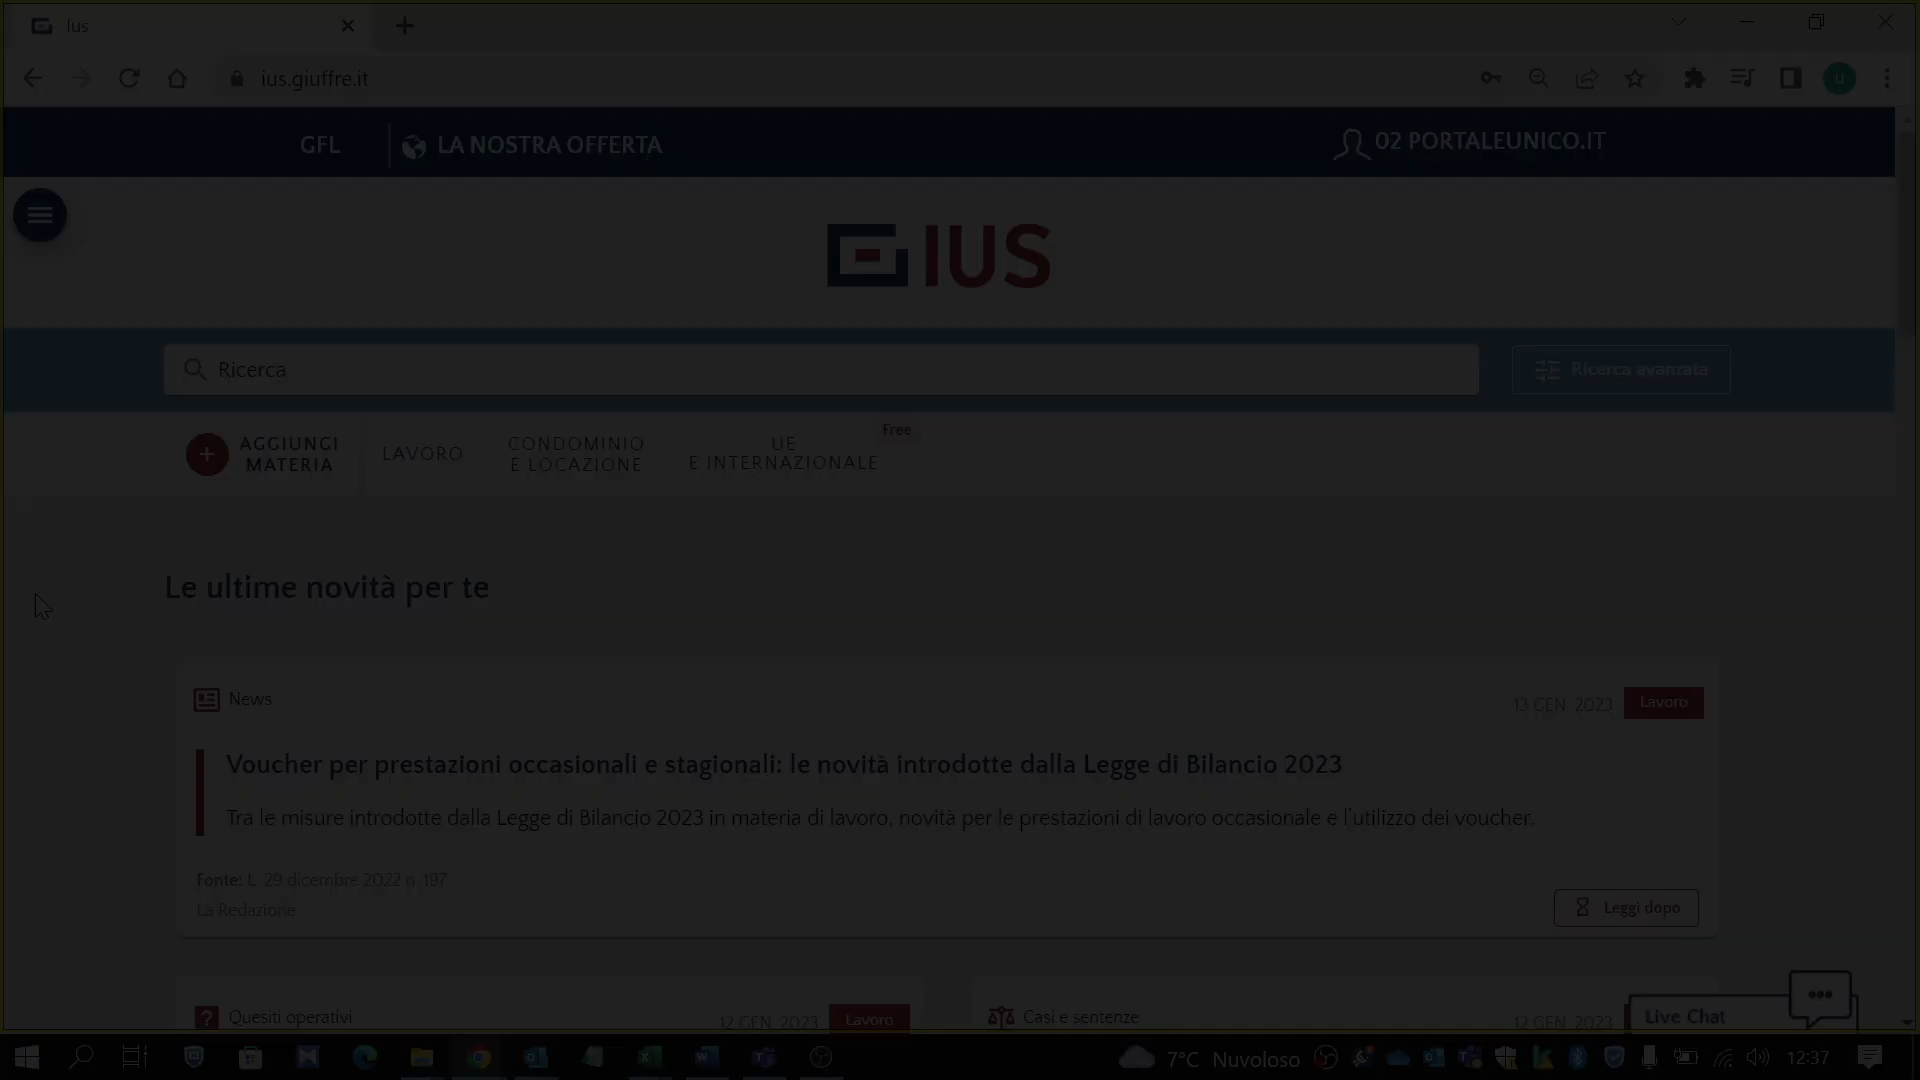 Ius
ius.giuffre.it
U
GFL
LA NOSTRA OFFERTA
02 PORTALEUNICO.IT
IUS
Ricerca
Ricerca avanzata
AGGIUNGI
MATERIA
LAVORO
CONDOMINIO
E LOCAZIONE
UE
E INTERNAZIONALE
Free
Le ultime novità per te
News
13 GEN. 2023
Lavoro
Voucher per prestazioni occasionali e stagionali: le novità introdotte dalla Legge di Bilancio 2023
Tra le misure introdotte dalla Legge di Bilancio 2023 in materia di lavoro, novità per le prestazioni di lavoro occasionale e l'utilizzo dei voucher.
Fonte: L. 29 dicembre 2022 n. 197
La Redazione
Leggi dopo
Quesiti operativi
12 GEN. 2023
Lavoro
Casi e sentenze
12 GEN. 2023
Live Chat
7°C Nuvoloso
12:37